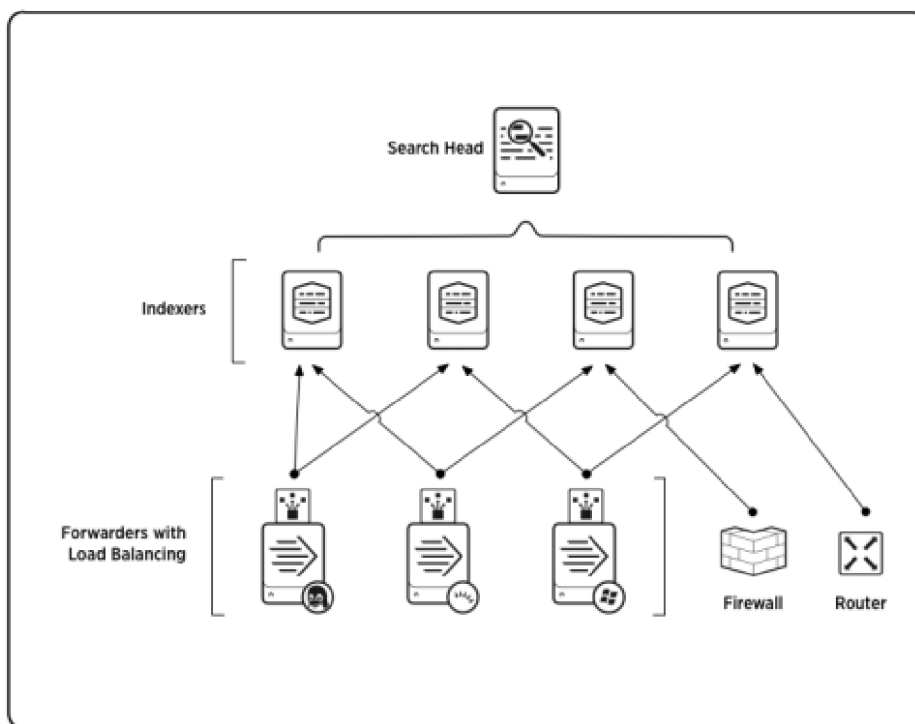 Search Head
Indexers
Forwarders with
Load Balancing
Firewall
Router